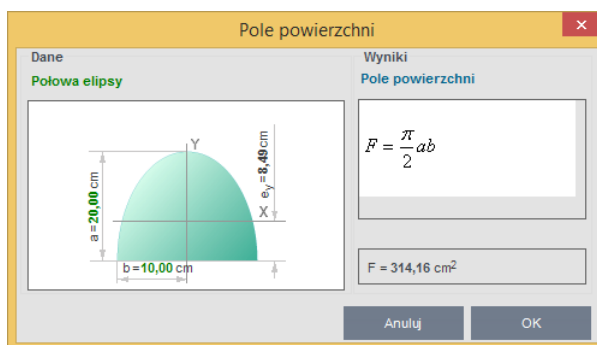 Pole powierzchni
Dane
Połowa elipsy
Y
X
a = 20,00 cm
b = 10,00 cm
e_y = 8,49 cm
Wyniki
Pole powierzchni
F = π/2 ab
F = 314,16 cm²
Anuluj
OK